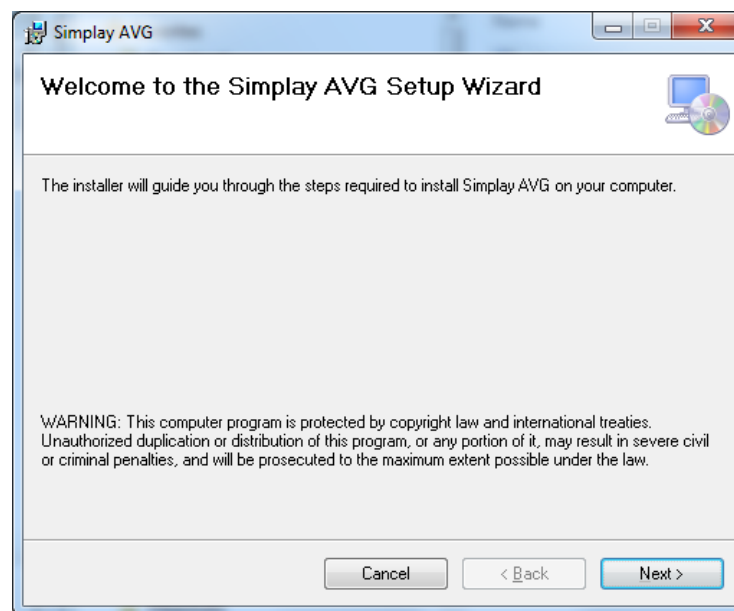 Simplay AVG
Welcome to the Simplay AVG Setup Wizard
The installer will guide you through the steps required to install Simplay AVG on your computer.
WARNING: This computer program is protected by copyright law and international treaties.
Unauthorized duplication or distribution of this program, or any portion of it, may result in severe civil
or criminal penalties, and will be prosecuted to the maximum extent possible under the law.
Cancel
< Back
Next >